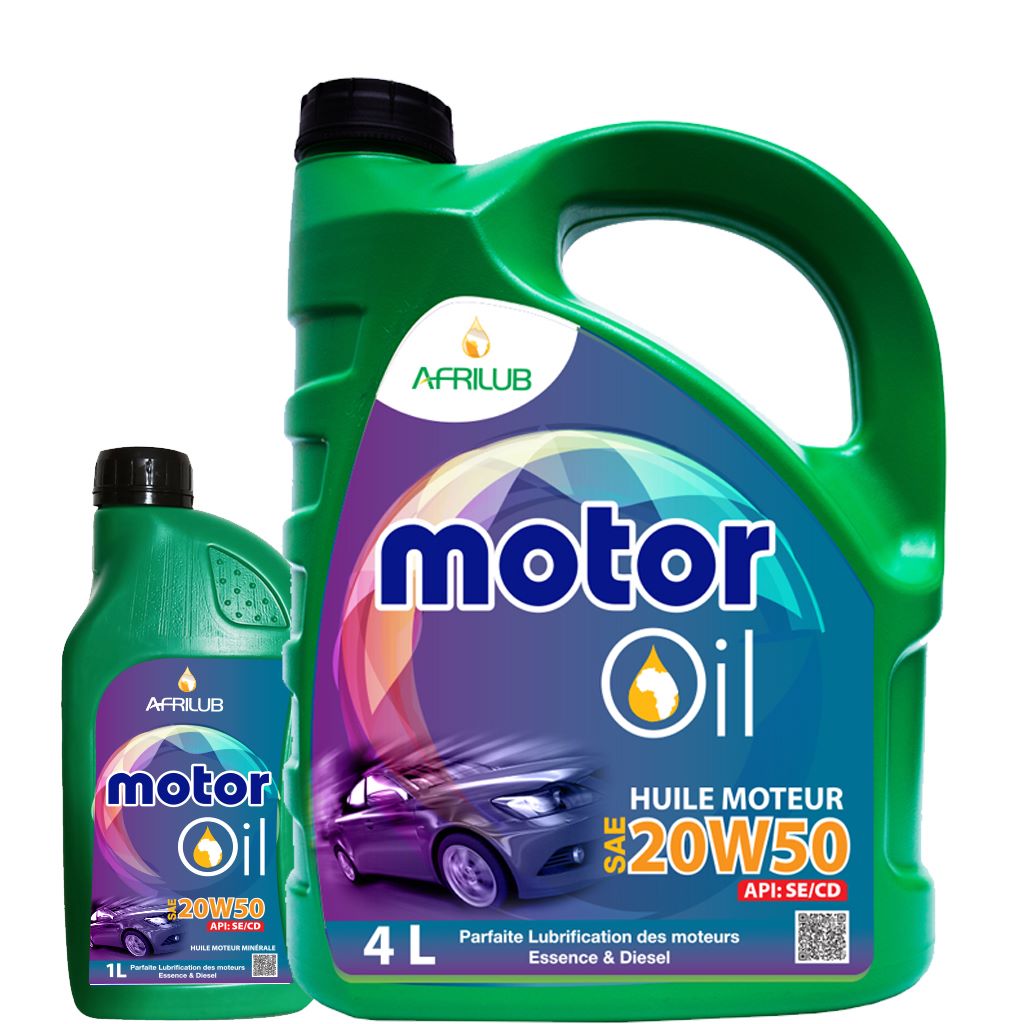 AFRILUB
motor
Oil
HUILE MOTEUR
SAE 20W50
API: SE/CD
4 L
Parfaite Lubrification des moteurs
Essence & Diesel
AFRILUB
motor
Oil
SAE 20W50
API: SE/CD
HUILE MOTEUR MINÉRALE
1L
Parfaite Lubrification des moteurs
Essence & Diesel